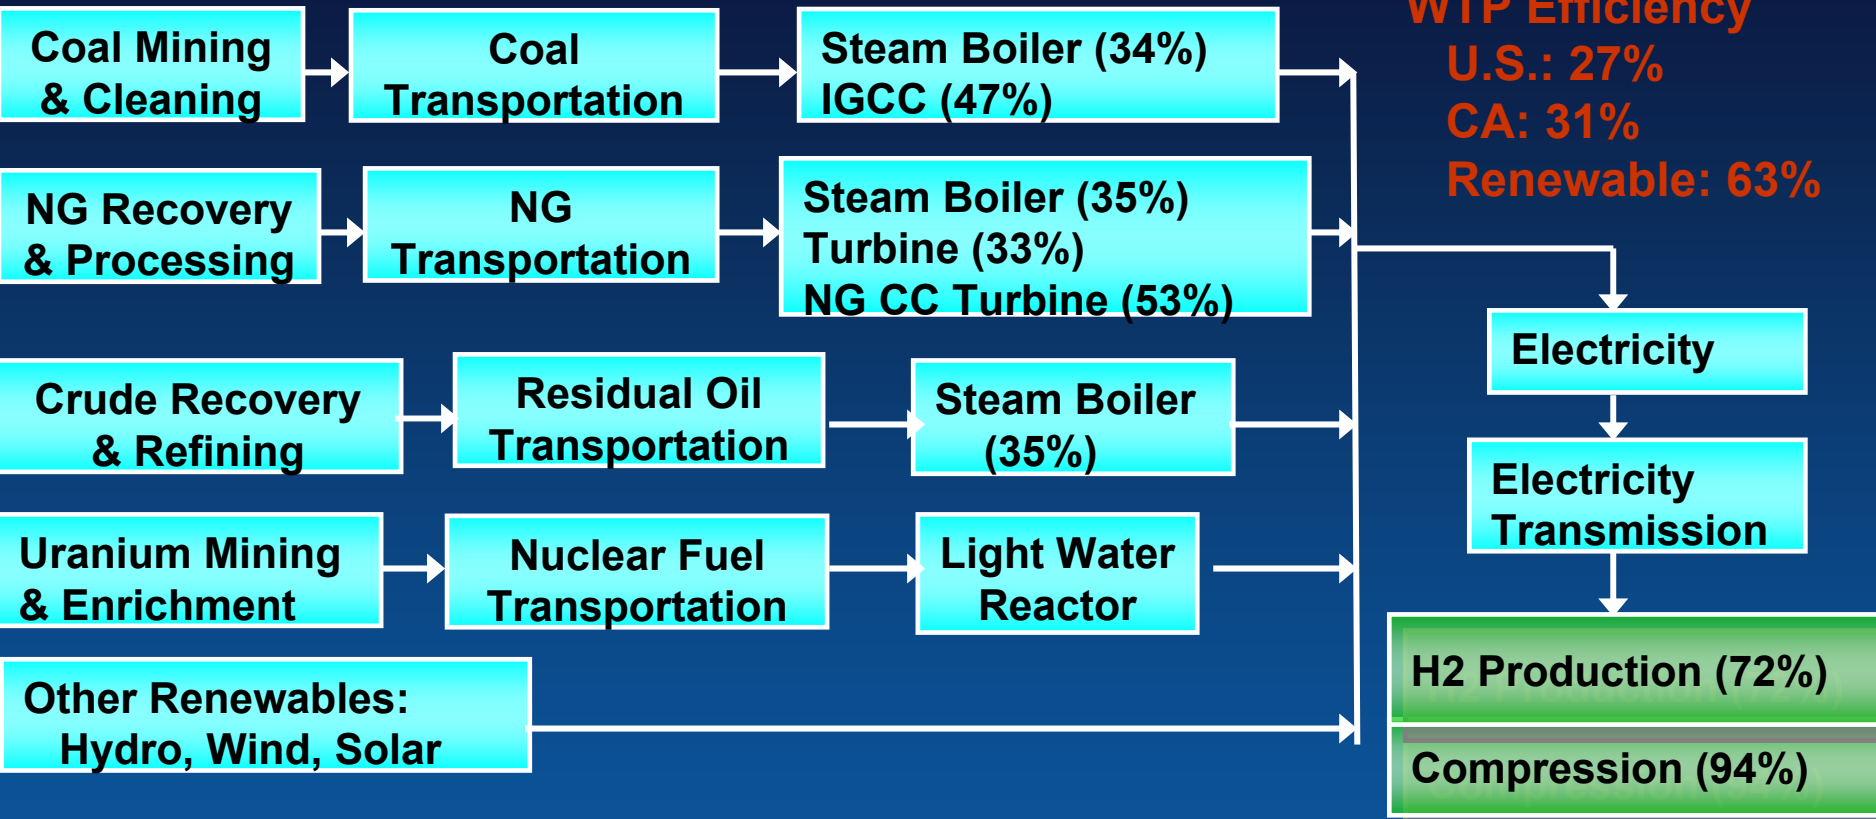 WTP Efficiency
U.S.: 27%
CA: 31%
Renewable: 63%
Coal Mining
& Cleaning
Coal
Transportation
Steam Boiler (34%)
IGCC (47%)
NG Recovery
& Processing
NG
Transportation
Steam Boiler (35%)
Turbine (33%)
NG CC Turbine (53%)
Crude Recovery
& Refining
Residual Oil
Transportation
Steam Boiler
(35%)
Uranium Mining
& Enrichment
Nuclear Fuel
Transportation
Light Water
Reactor
Other Renewables:
Hydro, Wind, Solar
Electricity
Electricity
Transmission
H2 Production (72%)
Compression (94%)